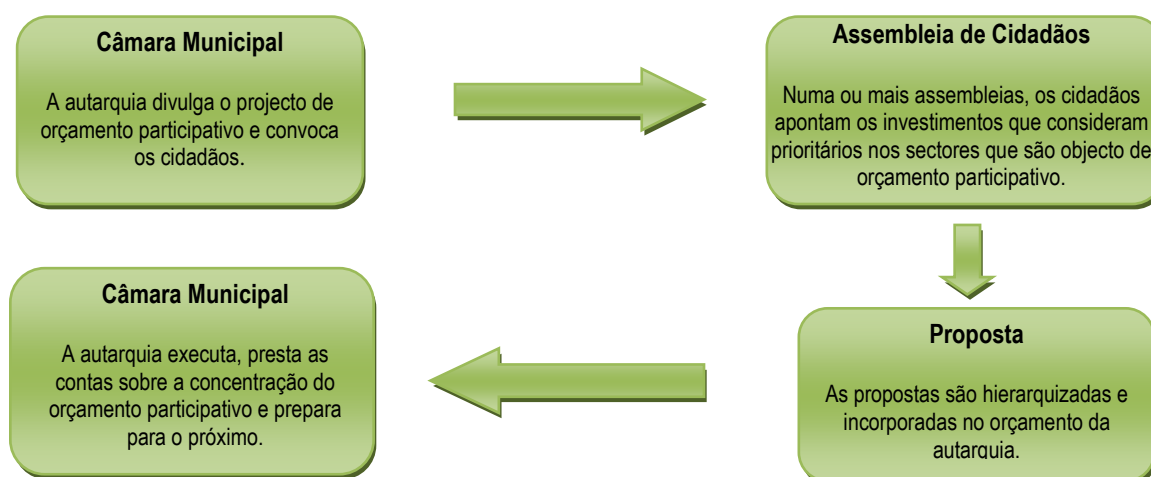 Câmara Municipal
A autarquia divulga o projecto de
orçamento participativo e convoca
os cidadãos.
Assembleia de Cidadãos
Numa ou mais assembleias, os cidadãos
apontam os investimentos que consideram
prioritários nos sectores que são objecto de
orçamento participativo.
Proposta
As propostas são hierarquizadas e
incorporadas no orçamento da
autarquia.
Câmara Municipal
A autarquia executa, presta as
contas sobre a concentração do
orçamento participativo e prepara
para o próximo.